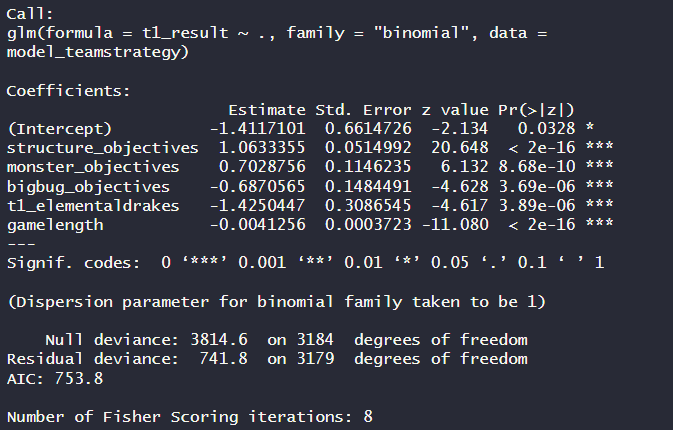 Call:
glm(formula = t1_result ~ ., family = "binomial", data =
model_teamstrategy)
Coefficients:
Estimate Std. Error z value Pr(>|z|)
(Intercept) -1.4117101 0.6614726 -2.134 0.0328 *
structure_objectives 1.0633355 0.0514992 20.648 < 2e-16 ***
monster_objectives 0.7028756 0.1146235 6.132 8.68e-10 ***
bigbug_objectives -0.6870565 0.1484491 -4.628 3.69e-06 ***
t1_elementaldrakes -1.4250447 0.3086545 -4.617 3.89e-06 ***
gamelength -0.0041256 0.0003723 -11.080 < 2e-16 ***
---
Signif. codes: 0 ‘***’ 0.001 ‘**’ 0.01 ‘*’ 0.05 ‘.’ 0.1 ‘ ’ 1
(Dispersion parameter for binomial family taken to be 1)
Null deviance: 3814.6 on 3184 degrees of freedom
Residual deviance: 741.8 on 3179 degrees of freedom
AIC: 753.8
Number of Fisher Scoring iterations: 8